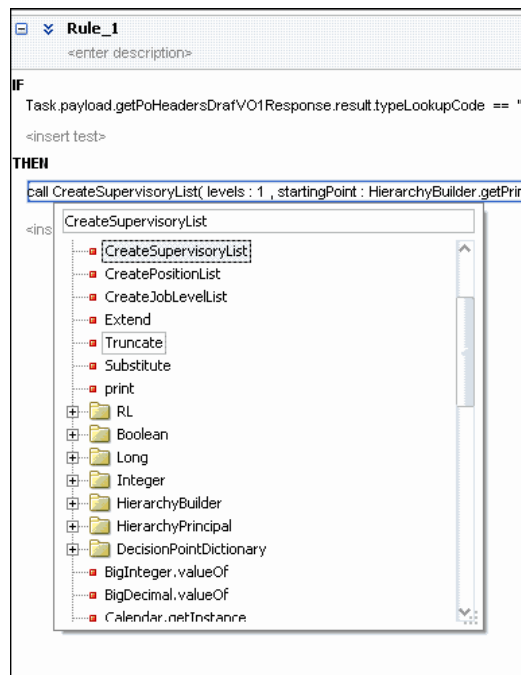 Rule_1
<enter description>
IF
Task.payload.getPoHeadersDrafVO1Response.result.typeLookupCode == "
<insert test>
THEN
call CreateSupervisoryList( levels : 1 , startingPoint : HierarchyBuilder.getPrin
<ins
CreateSupervisoryList
CreateSupervisoryList
CreatePositionList
CreateJobLevelList
Extend
Truncate
Substitute
print
RL
Boolean
Long
Integer
HierarchyBuilder
HierarchyPrincipal
DecisionPointDictionary
BigInteger.valueOf
BigDecimal.valueOf
Calendar.getInstance